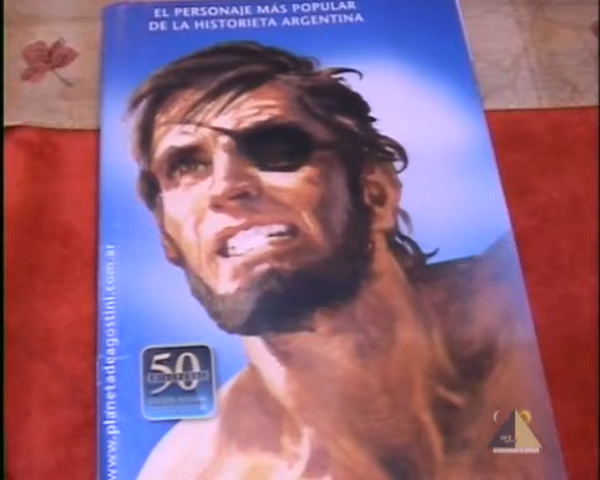 EL PERSONAJE MÁS POPULAR
DE LA HISTORIETA ARGENTINA
www.planetadeagostini.com.ar
50